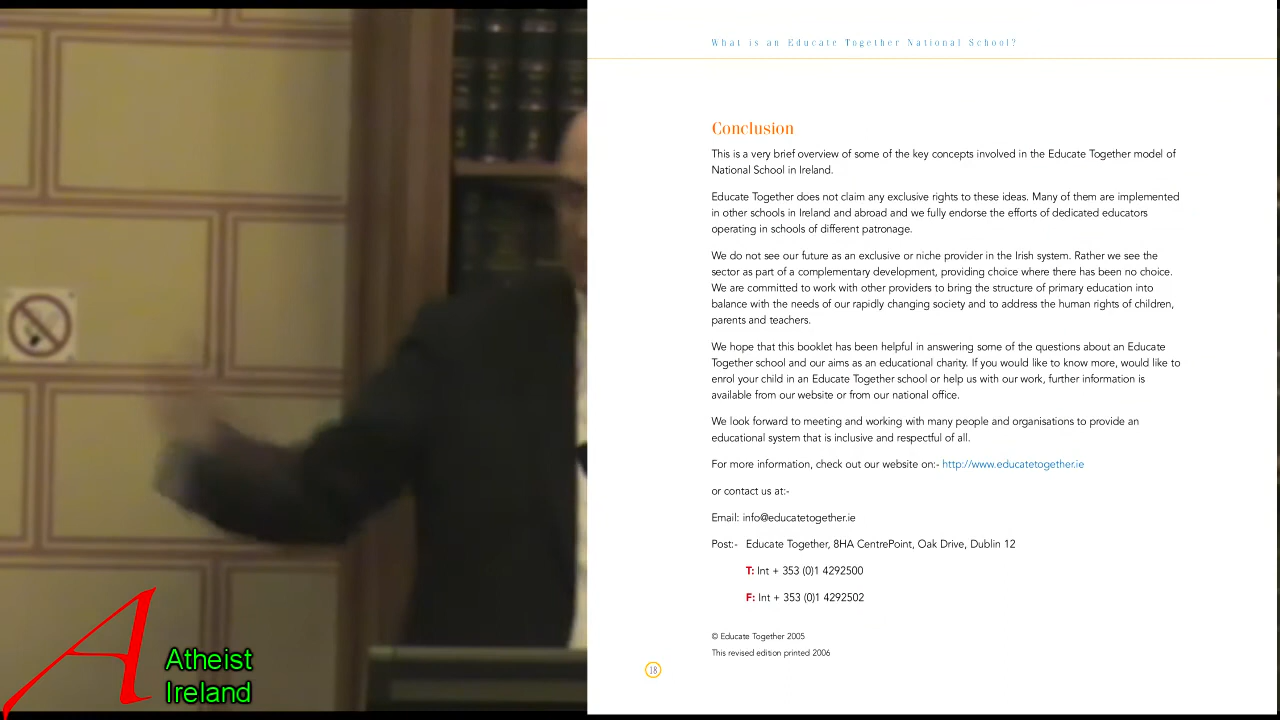 What is an Educate Together National School?
Conclusion
This is a very brief overview of some of the key concepts involved in the Educate Together model of
National School in Ireland.
Educate Together does not claim any exclusive rights to these ideas. Many of them are implemented
in other schools in Ireland and abroad and we fully endorse the efforts of dedicated educators
operating in schools of different patronage.
We do not see our future as an exclusive or niche provider in the Irish system. Rather we see the
sector as part of a complementary development, providing choice where there has been no choice.
We are committed to work with other providers to bring the structure of primary education into
balance with the needs of our rapidly changing society and to address the human rights of children,
parents and teachers.
We hope that this booklet has been helpful in answering some of the questions about an Educate
Together school and our aims as an educational charity. If you would like to know more, would like to
enrol your child in an Educate Together school or help us with our work, further information is
available from our website or from our national office.
We look forward to meeting and working with many people and organisations to provide an
educational system that is inclusive and respectful of all.
For more information, check out our website on:- http://www.educatetogether.ie
or contact us at:-
Email: info@educatetogether.ie
Post:- Educate Together, 8HA CentrePoint, Oak Drive, Dublin 12
T: Int + 353 (0)1 4292500
F: Int + 353 (0)1 4292502
© Educate Together 2005
This revised edition printed 2006
18
A
Atheist
Ireland